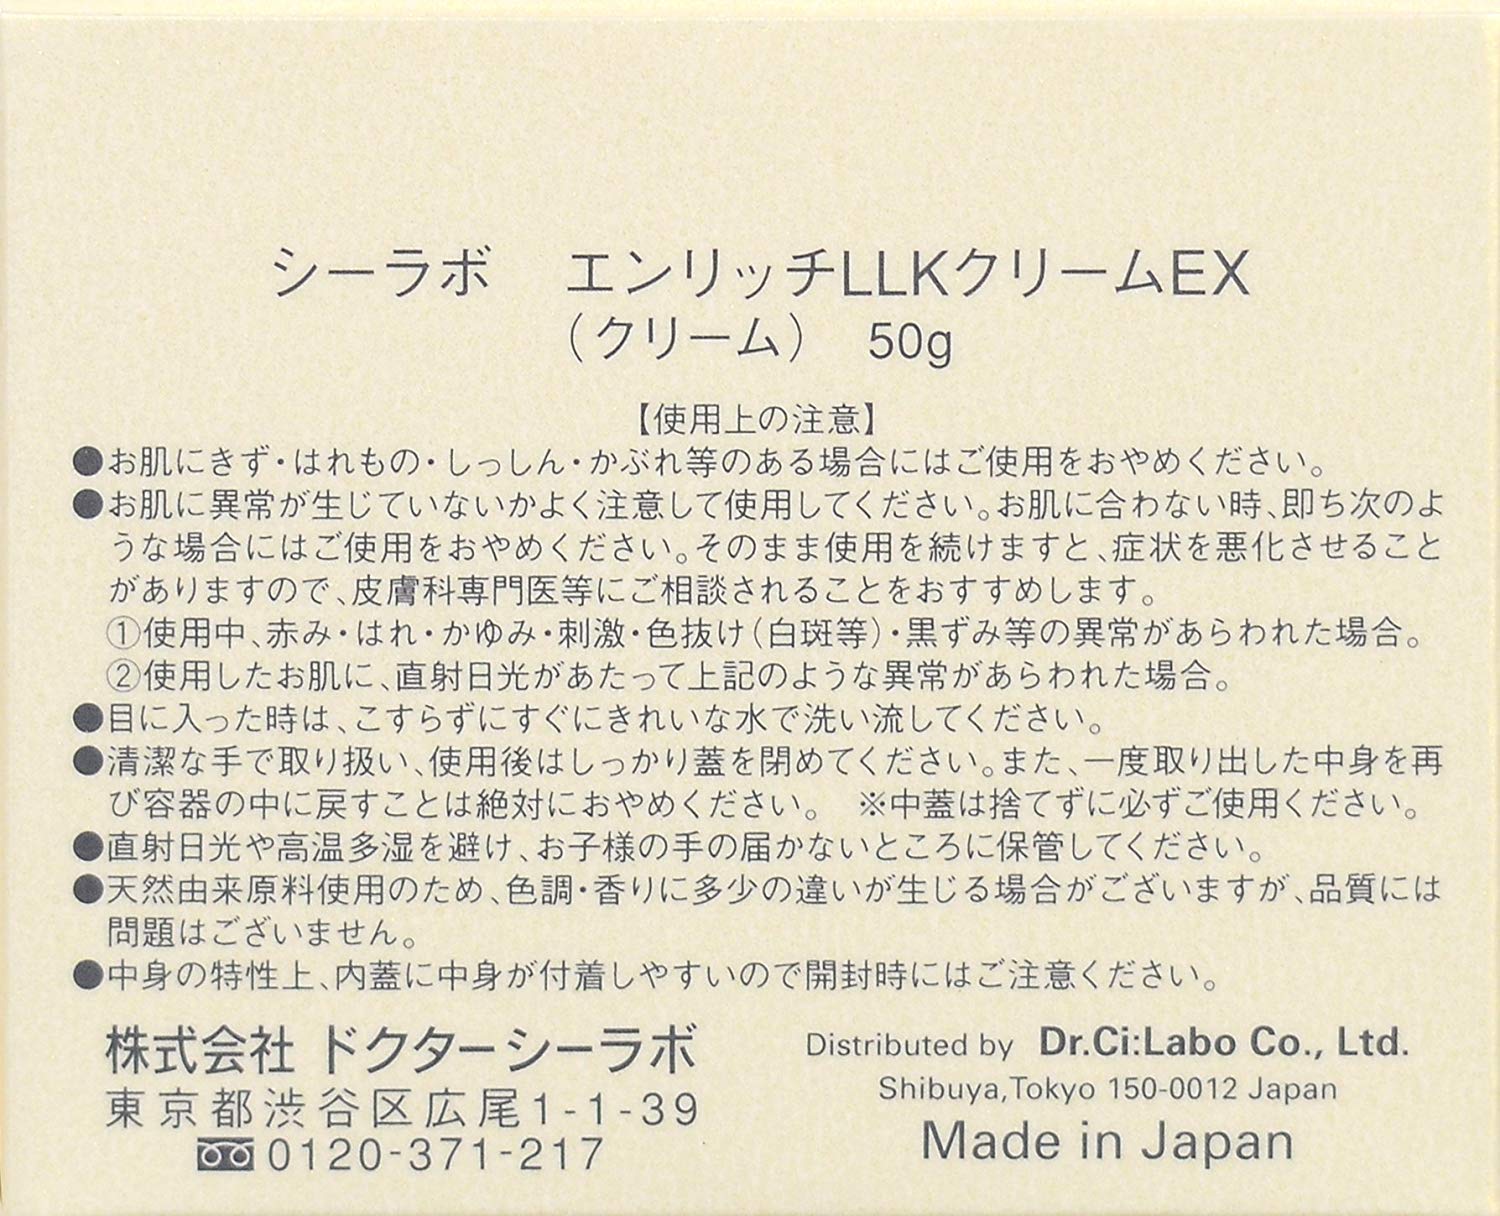 シーラボ　エンリッチLLKクリームEX
（クリーム）　50g
【使用上の注意】
●お肌にきず・はれもの・しっしん・かぶれ等のある場合にはご使用をおやめください。
●お肌に異常が生じていないかよく注意して使用してください。お肌に合わない時、即ち次のよ
うな場合にはご使用をおやめください。そのまま使用を続けますと、症状を悪化させること
がありますので、皮膚科専門医等にご相談されることをおすすめします。
①使用中、赤み・はれ・かゆみ・刺激・色抜け（白斑等）・黒ずみ等の異常があらわれた場合。
②使用したお肌に、直射日光があたって上記のような異常があらわれた場合。
●目に入った時は、こすらずにすぐにきれいな水で洗い流してください。
●清潔な手で取り扱い、使用後はしっかり蓋を閉めてください。また、一度取り出した中身を再
び容器の中に戻すことは絶対におやめください。　※中蓋は捨てずに必ずご使用ください。
●直射日光や高温多湿を避け、お子様の手の届かないところに保管してください。
●天然由来原料使用のため、色調・香りに多少の違いが生じる場合がございますが、品質には
問題はございません。
●中身の特性上、内蓋に中身が付着しやすいので開封時にはご注意ください。
株式会社 ドクターシーラボ
東京都渋谷区広尾1-1-39
0120-371-217
Distributed by Dr.Ci:Labo Co., Ltd.
Shibuya,Tokyo 150-0012 Japan
Made in Japan